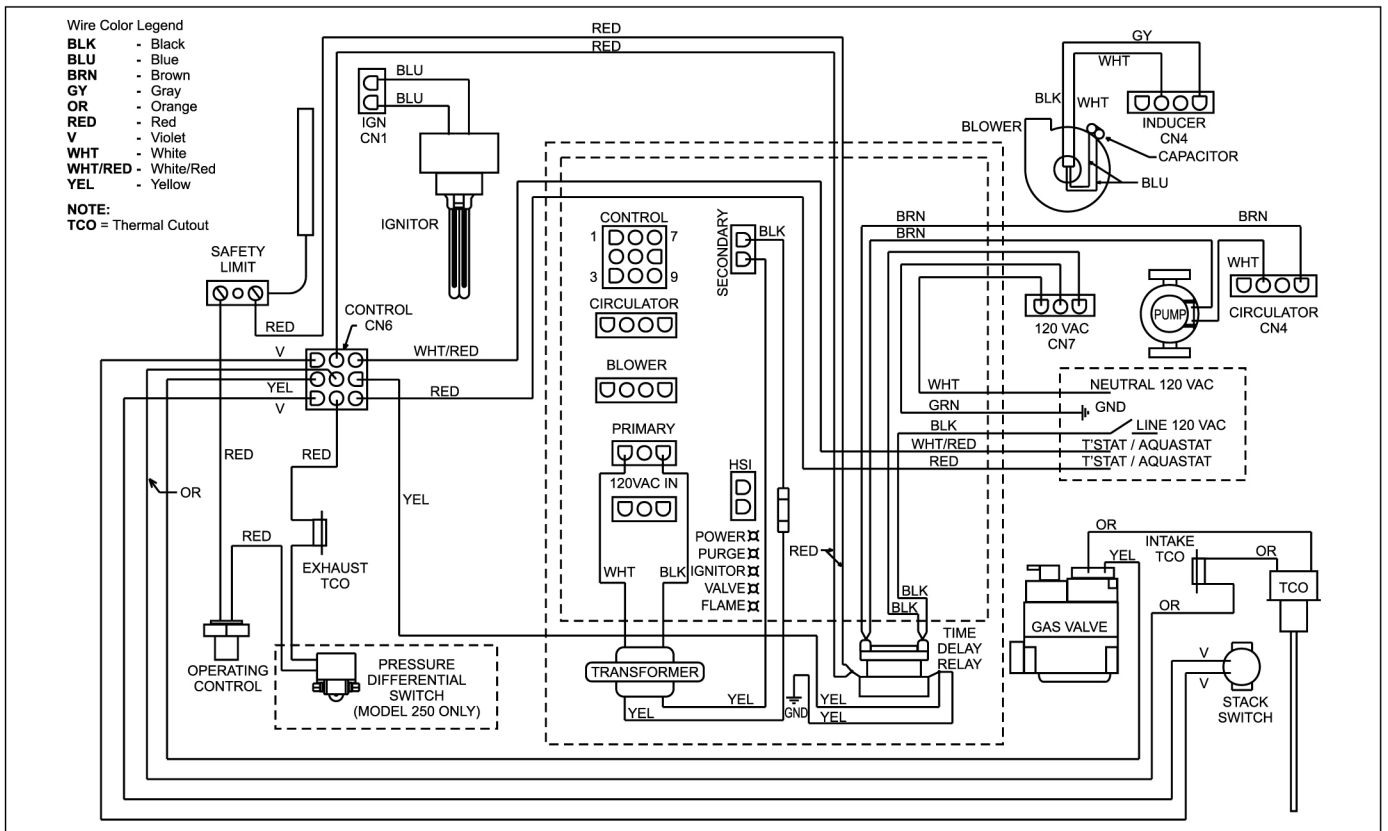 Wire Color Legend
BLK - Black
BLU - Blue
BRN - Brown
GY - Gray
OR - Orange
RED - Red
V - Violet
WHT - White
WHT/RED - White/Red
YEL - Yellow
NOTE:
TCO = Thermal Cutout
RED
RED
BLU
BLU
IGN
CN1
IGNITOR
GY
WHT
BLK
WHT
BLOWER
INDUCER
CN4
CAPACITOR
BLU
SAFETY
LIMIT
RED
CONTROL
CN6
V
YEL
V
WHT/RED
RED
RED
RED
OR
YEL
RED
EXHAUST
TCO
OPERATING
CONTROL
PRESSURE
DIFFERENTIAL
SWITCH
(MODEL 250 ONLY)
CONTROL
1
7
3
9
SECONDARY
BLK
CIRCULATOR
BLOWER
PRIMARY
120VAC IN
HSI
POWER
PURGE
IGNITOR
VALVE
FLAME
WHT
BLK
RED
TRANSFORMER
YEL
YEL
GND
YEL
YEL
BLK
BLK
TIME
DELAY
RELAY
BRN
BRN
BRN
WHT
120 VAC
CN7
PUMP
CIRCULATOR
CN4
WHT
NEUTRAL 120 VAC
GRN
GND
BLK
LINE 120 VAC
WHT/RED
T'STAT / AQUASTAT
RED
T'STAT / AQUASTAT
OR
YEL
INTAKE
TCO
OR
TCO
OR
GAS VALVE
V
V
STACK
SWITCH